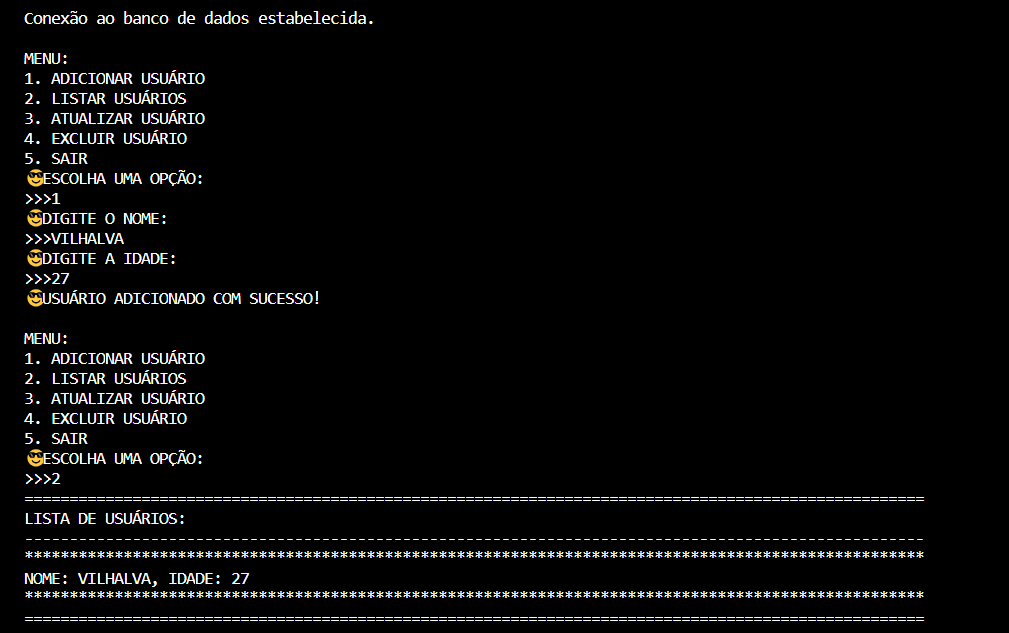 Conexão ao banco de dados estabelecida.
MENU:
1. ADICIONAR USUÁRIO
2. LISTAR USUÁRIOS
3. ATUALIZAR USUÁRIO
4. EXCLUIR USUÁRIO
5. SAIR
😎ESCOLHA UMA OPÇÃO:
>>>1
😎DIGITE O NOME:
>>>VILHALVA
😎DIGITE A IDADE:
>>>27
😎USUÁRIO ADICIONADO COM SUCESSO!
MENU:
1. ADICIONAR USUÁRIO
2. LISTAR USUÁRIOS
3. ATUALIZAR USUÁRIO
4. EXCLUIR USUÁRIO
5. SAIR
😎ESCOLHA UMA OPÇÃO:
>>>2
====================================================================================================
LISTA DE USUÁRIOS:
----------------------------------------------------------------------------------------------------
****************************************************************************************************
NOME: VILHALVA, IDADE: 27
****************************************************************************************************
====================================================================================================